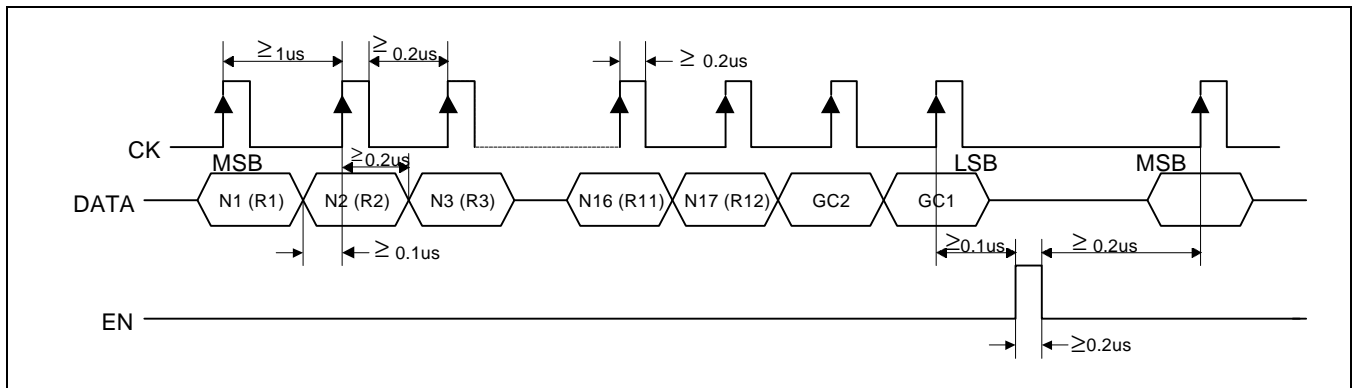 ≥ 1us ≥ 0.2us ≥ 0.2us
CK
MSB ≥0.2us LSB MSB
DATA N1 (R1) N2 (R2) N3 (R3) N16 (R11) N17 (R12) GC2 GC1
≥ 0.1us ≥0.1us ≥ 0.2us
EN
≥0.2us